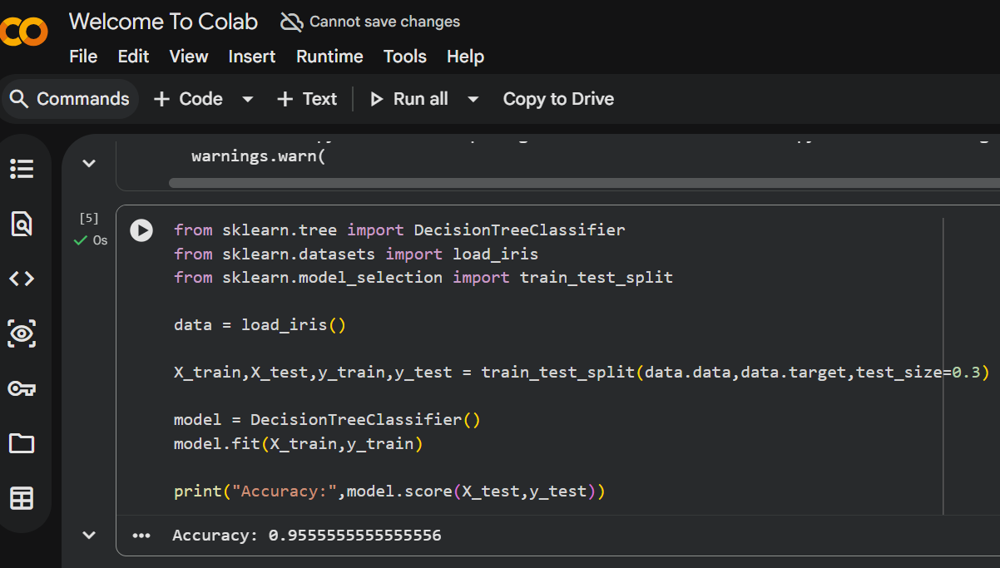 Welcome To Colab Cannot save changes
File Edit View Insert Runtime Tools Help
Commands + Code + Text Run all Copy to Drive
warnings.warn(
[5]
0s
from sklearn.tree import DecisionTreeClassifier
from sklearn.datasets import load_iris
from sklearn.model_selection import train_test_split
data = load_iris()
X_train,X_test,y_train,y_test = train_test_split(data.data,data.target,test_size=0.3)
model = DecisionTreeClassifier()
model.fit(X_train,y_train)
print("Accuracy:",model.score(X_test,y_test))
Accuracy: 0.9555555555555556